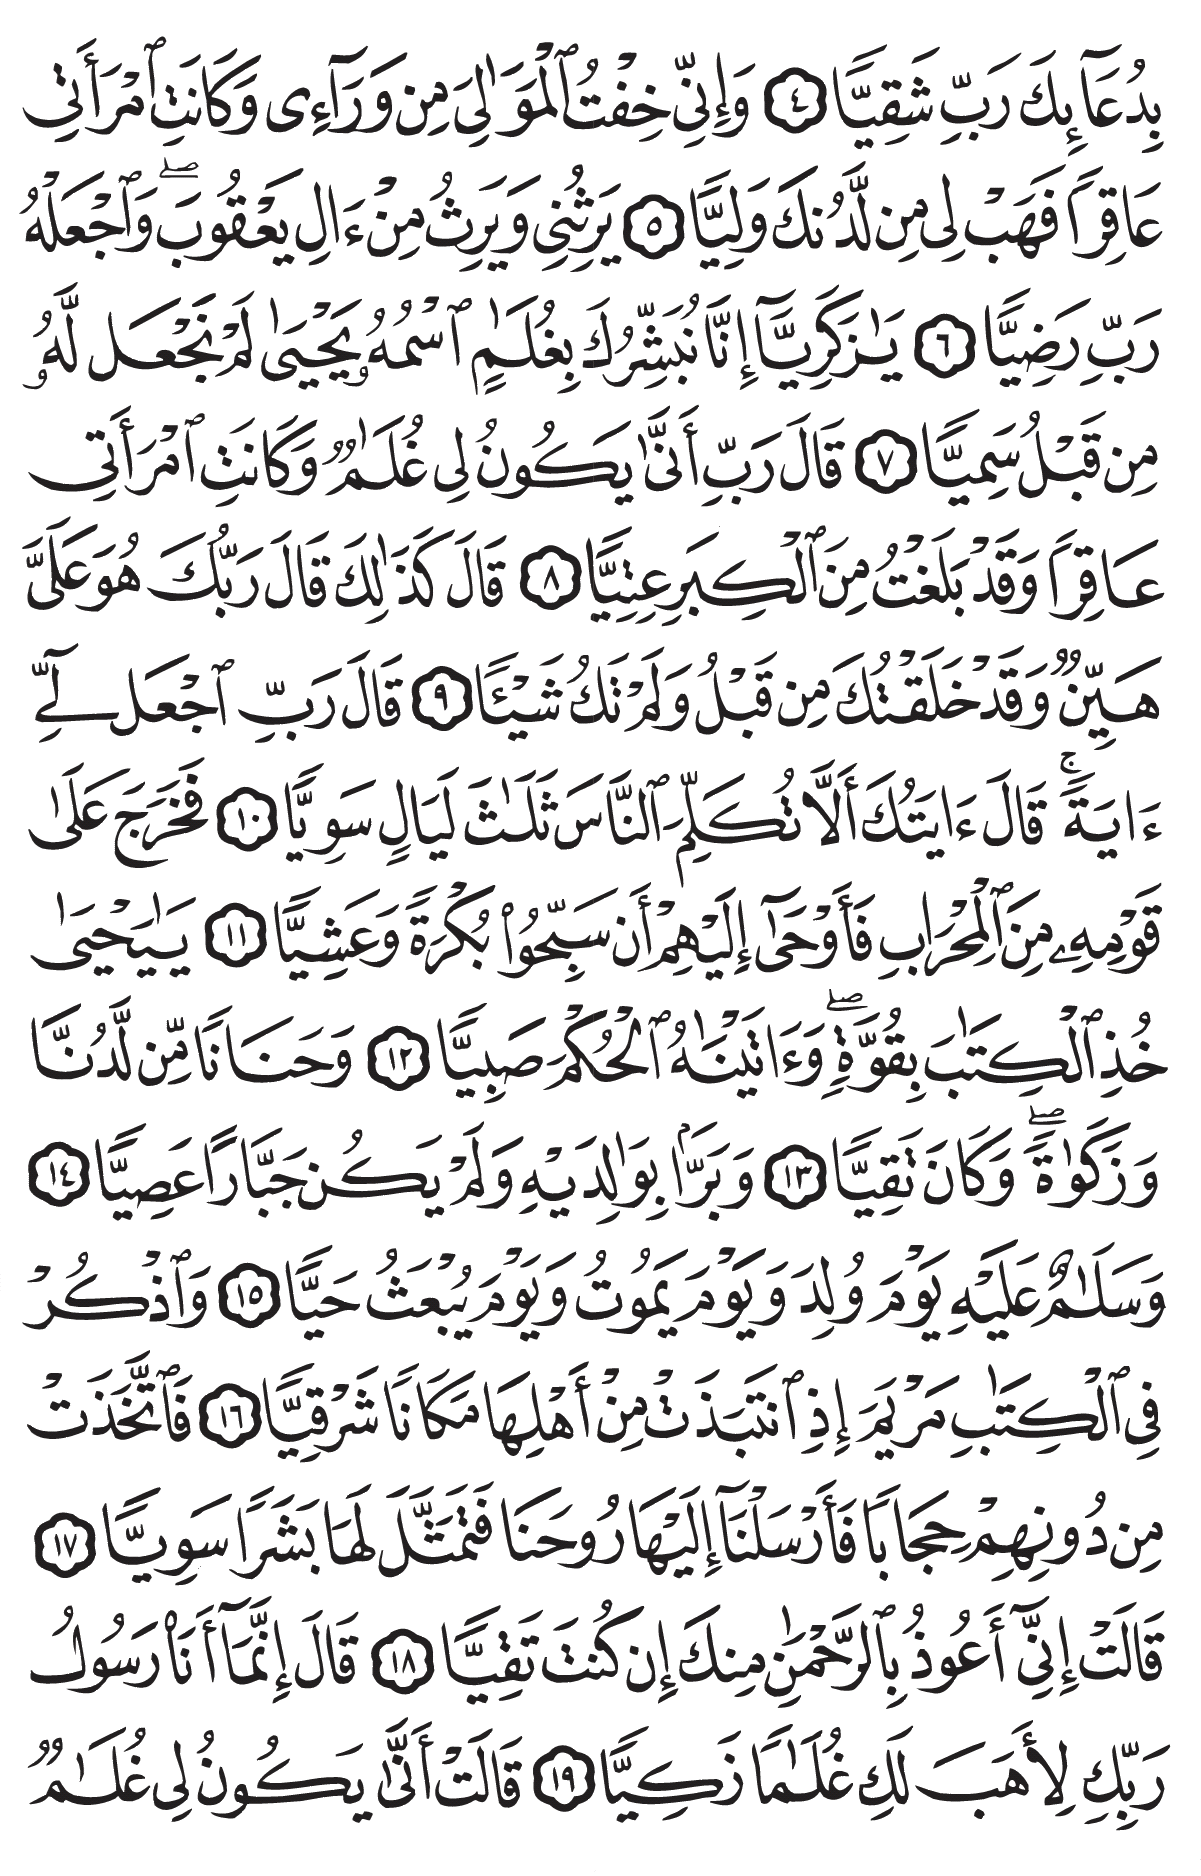 بِدُعَآئِكَ رَبِّ شَقِيًّا ٤ وَإِنِّى خِفْتُ ٱلْمَوَٰلِىَ مِن وَرَآءِى وَكَانَتِ ٱمْرَأَتِى
عَاقِرًا فَهَبْ لِى مِن لَّدُنكَ وَلِيًّا ٥ يَرِثُنِى وَيَرِثُ مِنْ ءَالِ يَعْقُوبَ ۖ وَٱجْعَلْهُ
رَبِّ رَضِيًّا ٦ يَـٰزَكَرِيَّآ إِنَّا نُبَشِّرُكَ بِغُلَـٰمٍ ٱسْمُهُۥ يَحْيَىٰ لَمْ نَجْعَل لَّهُۥ
مِن قَبْلُ سَمِيًّا ٧ قَالَ رَبِّ أَنَّىٰ يَكُونُ لِى غُلَـٰمٌ وَكَانَتِ ٱمْرَأَتِى
عَاقِرًا وَقَدْ بَلَغْتُ مِنَ ٱلْكِبَرِ عِتِيًّا ٨ قَالَ كَذَٰلِكَ قَالَ رَبُّكَ هُوَ عَلَىَّ
هَيِّنٌ وَقَدْ خَلَقْتُكَ مِن قَبْلُ وَلَمْ تَكُ شَيْـًٔا ٩ قَالَ رَبِّ ٱجْعَل لِّىٓ
ءَايَةً ۚ قَالَ ءَايَتُكَ أَلَّا تُكَلِّمَ ٱلنَّاسَ ثَلَـٰثَ لَيَالٍ سَوِيًّا ١٠ فَخَرَجَ عَلَىٰ
قَوْمِهِۦ مِنَ ٱلْمِحْرَابِ فَأَوْحَىٰٓ إِلَيْهِمْ أَن سَبِّحُوا۟ بُكْرَةً وَعَشِيًّا ١١ يَـٰيَحْيَىٰ
خُذِ ٱلْكِتَـٰبَ بِقُوَّةٍ ۖ وَءَاتَيْنَـٰهُ ٱلْحُكْمَ صَبِيًّا ١٢ وَحَنَانًا مِّن لَّدُنَّا
وَزَكَوٰةً ۖ وَكَانَ تَقِيًّا ١٣ وَبَرًّۢا بِوَٰلِدَيْهِ وَلَمْ يَكُن جَبَّارًا عَصِيًّا ١٤
وَسَلَـٰمٌ عَلَيْهِ يَوْمَ وُلِدَ وَيَوْمَ يَمُوتُ وَيَوْمَ يُبْعَثُ حَيًّا ١٥ وَٱذْكُرْ
فِى ٱلْكِتَـٰبِ مَرْيَمَ إِذِ ٱنتَبَذَتْ مِنْ أَهْلِهَا مَكَانًا شَرْقِيًّا ١٦ فَٱتَّخَذَتْ
مِن دُونِهِمْ حِجَابًا فَأَرْسَلْنَآ إِلَيْهَا رُوحَنَا فَتَمَثَّلَ لَهَا بَشَرًا سَوِيًّا ١٧
قَالَتْ إِنِّىٓ أَعُوذُ بِٱلرَّحْمَـٰنِ مِنكَ إِن كُنتَ تَقِيًّا ١٨ قَالَ إِنَّمَآ أَنَا۠ رَسُولُ
رَبِّكِ لِأَهَبَ لَكِ غُلَـٰمًا زَكِيًّا ١٩ قَالَتْ أَنَّىٰ يَكُونُ لِى غُلَـٰمٌ